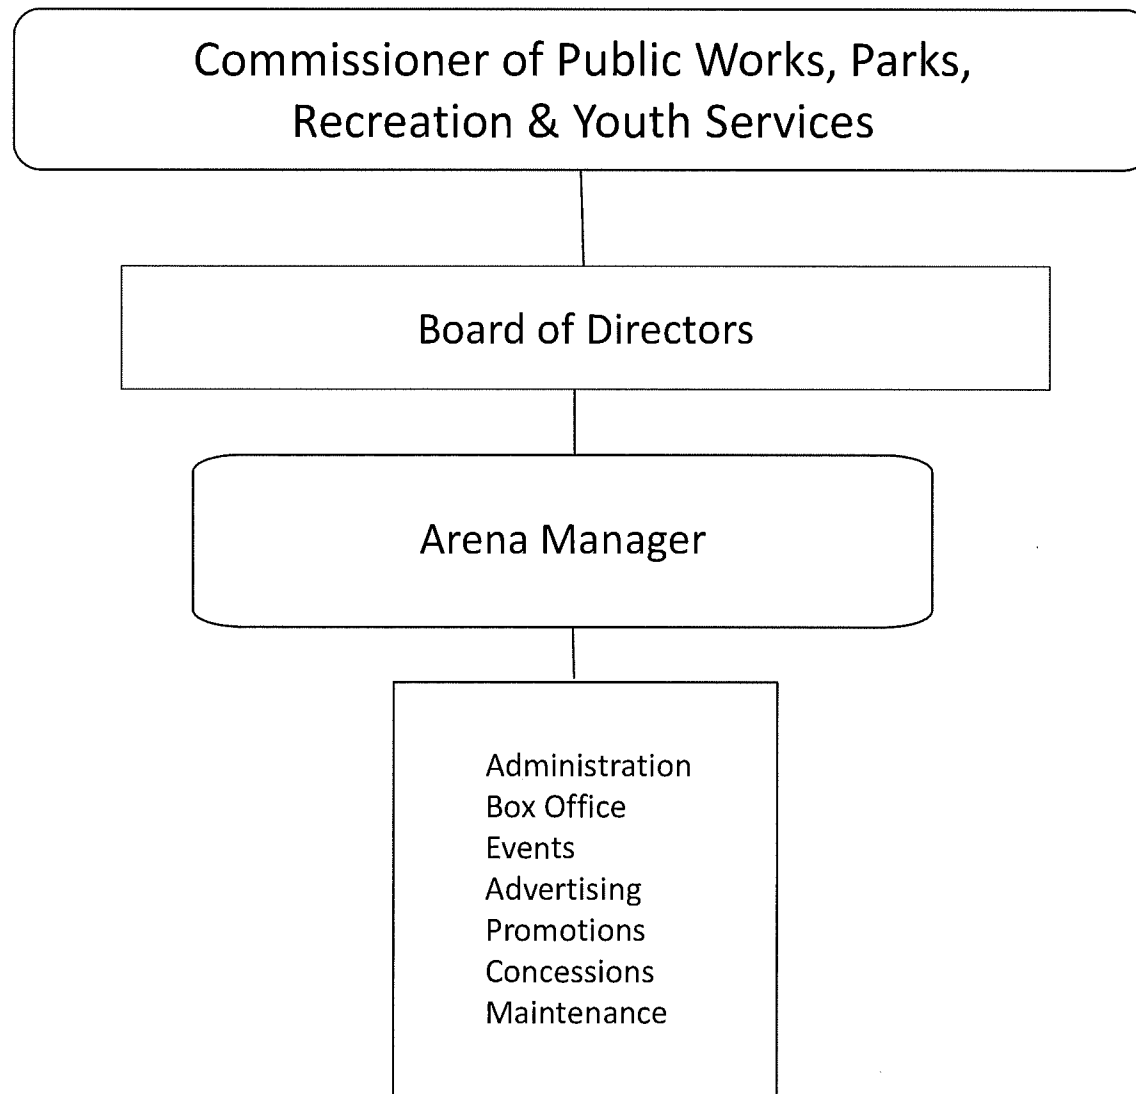 Commissioner of Public Works, Parks,
Recreation & Youth Services
Board of Directors
Arena Manager
Administration
Box Office
Events
Advertising
Promotions
Concessions
Maintenance